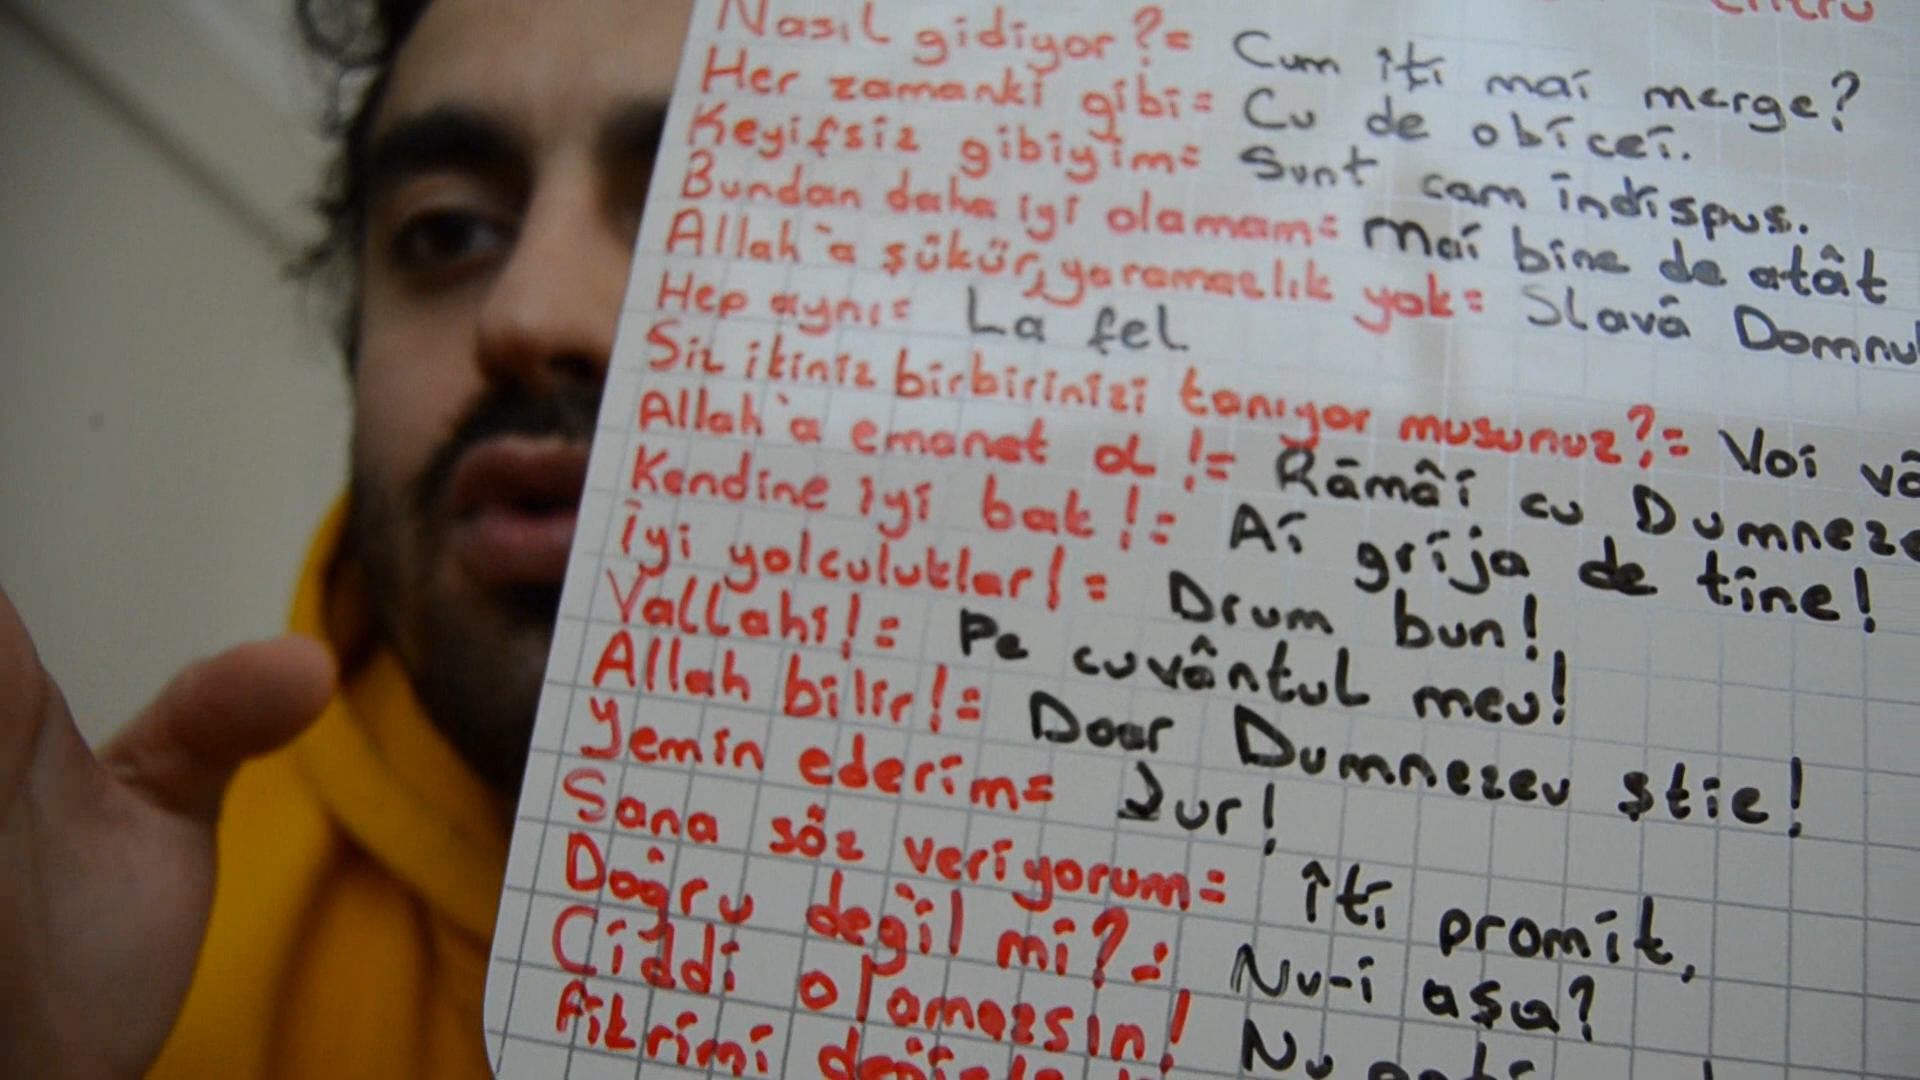 Nasıl gidiyor?= Cum îți mai merge?
Her zamanki gibi= Cu de obicei.
Keyifsiz gibiyim= Sunt cam indispus.
Bundan daha iyi olamam= Mai bine de atât
Allah'a şükür, yaramazlık yok= Slavă
Hep aynı= La fel
Siz ikiniz birbirinizi tanıyor musunuz?= Voi vă
Allah'a emanet ol!= Rămâi cu
Kendine iyi bak!= Ai grija de tine!
İyi yolculuklar!= Drum bun!
Vallahi!= Pe cuvântul meu!
Allah bilir!= Doar Dumnezeu știe!
Yemin ederim= Jur!
Sana söz veriyorum= îți promit,
Doğru değil mi?= Nu-i așa?
Ciddi olamazsın! Nu
fikrimi